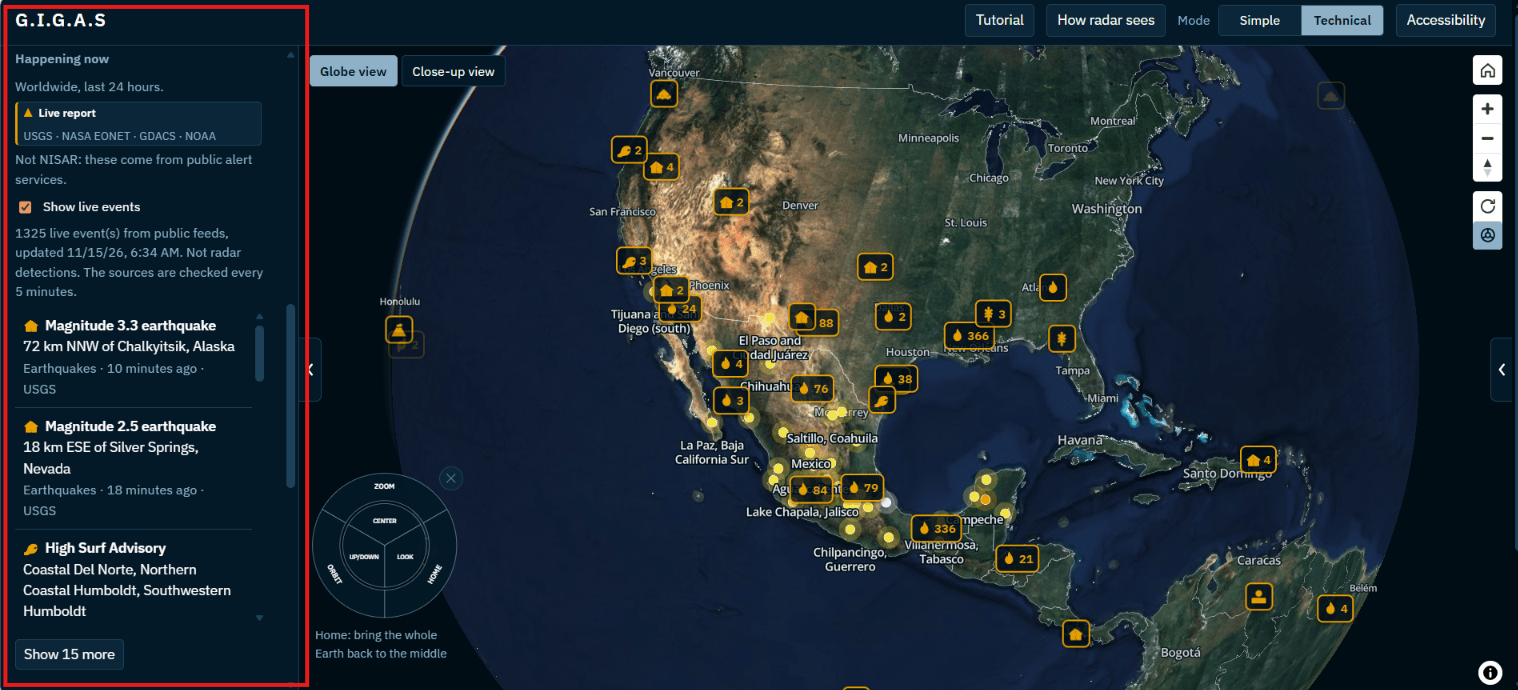 G.I.G.A.S
Tutorial
How radar sees
Mode
Simple
Technical
Accessibility
Happening now
Worldwide, last 24 hours.
Live report
USGS · NASA EONET · GDACS · NOAA
Not NISAR: these come from public alert
services.
Show live events
1325 live event(s) from public feeds,
updated 11/15/26, 6:34 AM. Not radar
detections. The sources are checked every
5 minutes.
Magnitude 3.3 earthquake
72 km NNW of Chalkyitsik, Alaska
Earthquakes · 10 minutes ago ·
USGS
Magnitude 2.5 earthquake
18 km ESE of Silver Springs,
Nevada
Earthquakes · 18 minutes ago ·
USGS
High Surf Advisory
Coastal Del Norte, Northern
Coastal Humboldt, Southwestern
Humboldt
Show 15 more
Globe view
Close-up view
Vancouver
Montreal
Minneapolis
Toronto
2
4
Chicago
New York City
2
Denver
San Francisco
Washington
St. Louis
3
2
Phoenix
2
24
Honolulu
2
Tijuana and San
Diego (south)
88
2
3
366
El Paso and
Ciudad Juárez
Houston
New Orleans
4
Tampa
76
38
Chihuahua
3
Miami
Monterrey
La Paz, Baja
California Sur
Saltillo, Coahuila
Havana
Mexico
4
Santo Domingo
84
79
Lake Chapala, Jalisco
Campeche
336
Chilpancingo,
Guerrero
Villahermosa,
Tabasco
21
Caracas
Belém
4
Bogotá
ZOOM
CENTER
UP/DOWN
LOOK
ORBIT
HOME
Home: bring the whole
Earth back to the middle